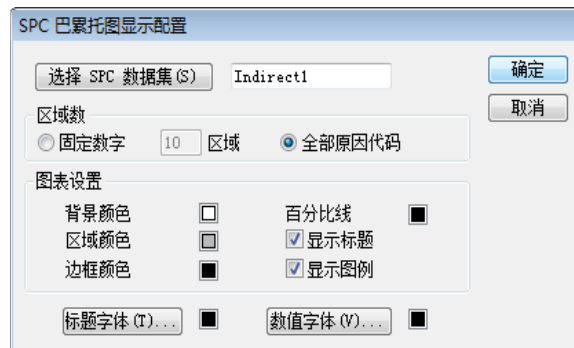 SPC 巴累托图显示配置
选择 SPC 数据集(S) Indirect1 确定
取消
区域数
固定数字 10 区域 全部原因代码
图表设置
背景颜色 百分比线
区域颜色 显示标题
边框颜色 显示图例
标题字体(T)... 数值字体(V)...